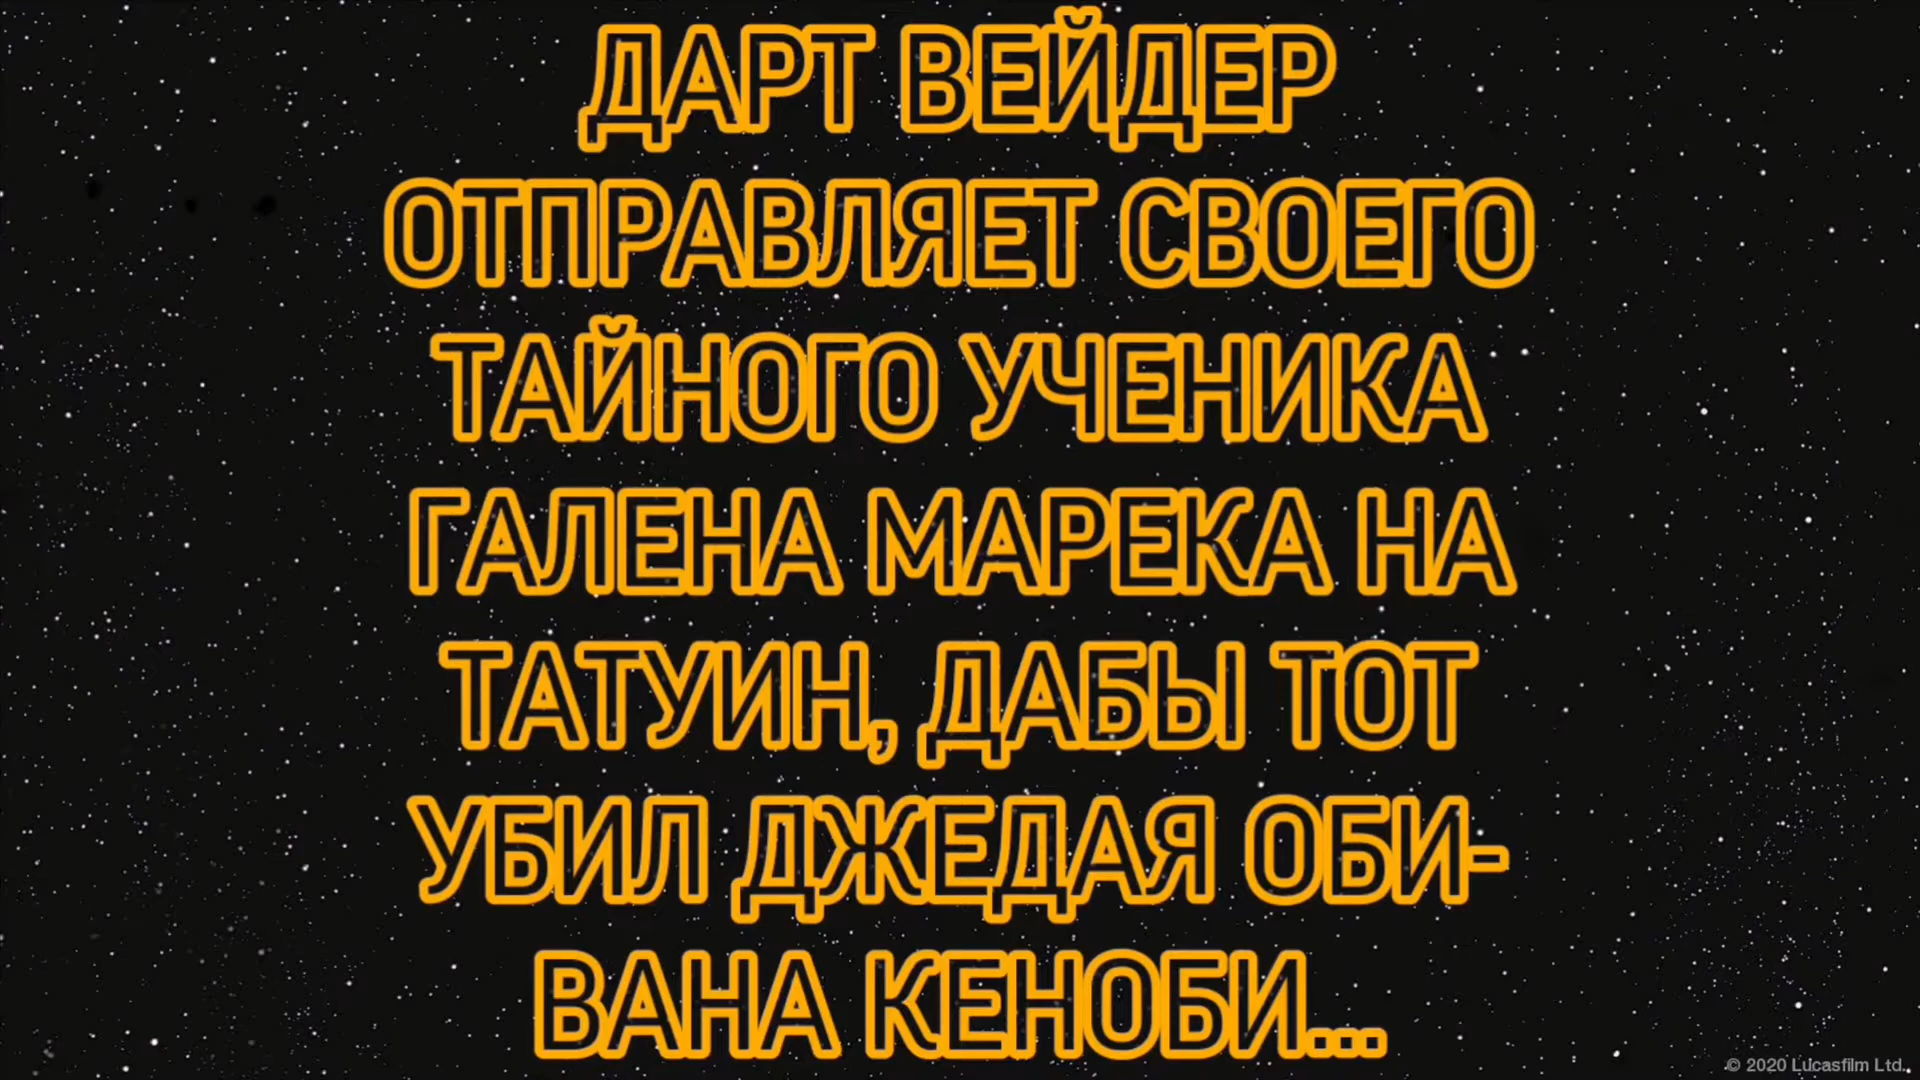 ДАРТ ВЕЙДЕР
ОТПРАВЛЯЕТ СВОЕГО
ТАЙНОГО УЧЕНИКА
ГАЛЕНА МАРЕКА НА
ТАТУИН, ДАБЫ ТОТ
УБИЛ ДЖЕДАЯ ОБИ-
ВАНА КЕНОБИ...
© 2020 Lucasfilm Ltd.